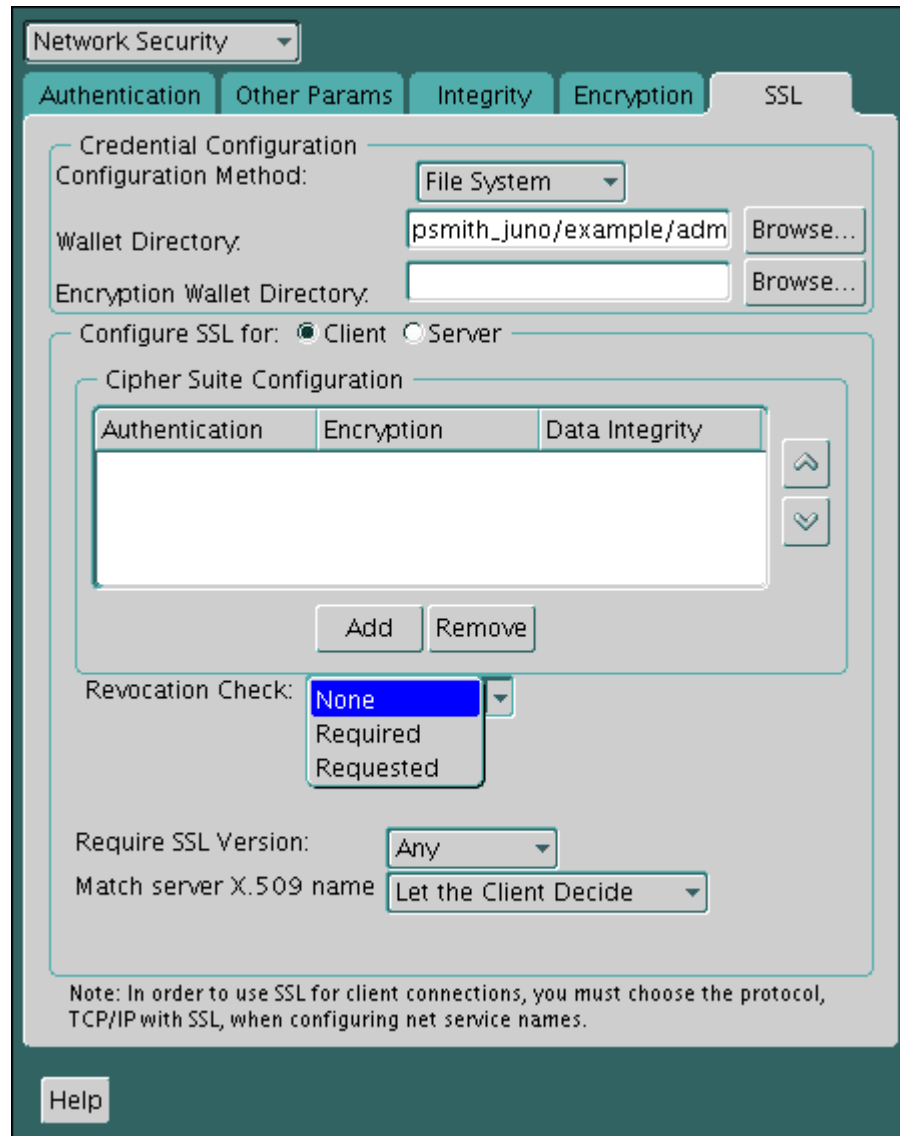 Network Security
Authentication Other Params Integrity Encryption SSL
Credential Configuration
Configuration Method: File System
Wallet Directory: psmith_juno/example/adm Browse...
Encryption Wallet Directory: Browse...
Configure SSL for: Client Server
Cipher Suite Configuration
Authentication Encryption Data Integrity
Add Remove
Revocation Check: None
Required
Requested
Require SSL Version: Any
Match server X.509 name Let the Client Decide
Note: In order to use SSL for client connections, you must choose the protocol,
TCP/IP with SSL, when configuring net service names.
Help